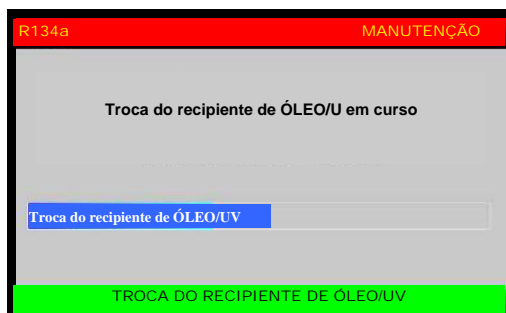 R134a MANUTENÇÃO
Troca do recipiente de ÓLEO/U em curso
Troca do recipiente de ÓLEO/UV
TROCA DO RECIPIENTE DE ÓLEO/UV